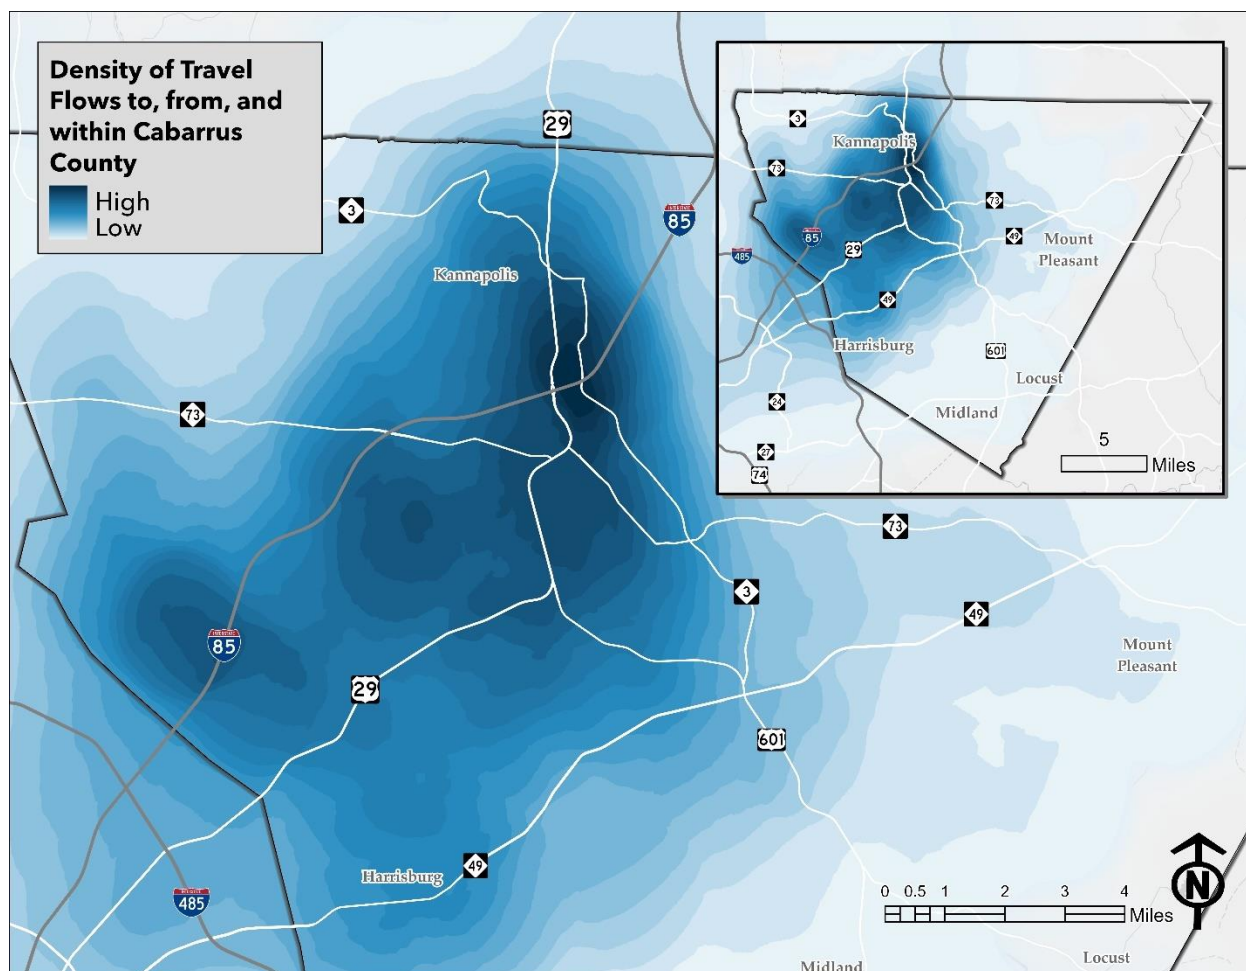 Density of Travel
Flows to, from, and
within Cabarrus
County
High
Low
29
3
INTERSTATE
85
Kannapolis
73
73
3
49
INTERSTATE
85
29
Mount
Pleasant
601
Harrisburg
49
INTERSTATE
485
Midland
Locust
0 0.5 1 2 3 4
Miles
N
3
Kannapolis
73
73
49
Mount
Pleasant
85
29
485
49
Harrisburg
601
Locust
Midland
24
27
74
5
Miles